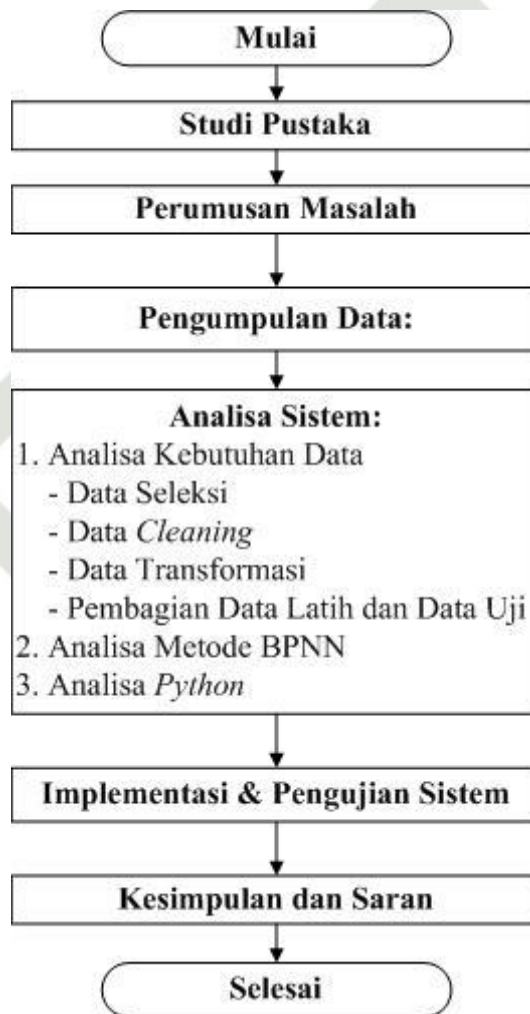 Mulai
Studi Pustaka
Perumusan Masalah
Pengumpulan Data:
Analisa Sistem:
1. Analisa Kebutuhan Data
- Data Seleksi
- Data Cleaning
- Data Transformasi
- Pembagian Data Latih dan Data Uji
2. Analisa Metode BPNN
3. Analisa Python
Implementasi & Pengujian Sistem
Kesimpulan dan Saran
Selesai